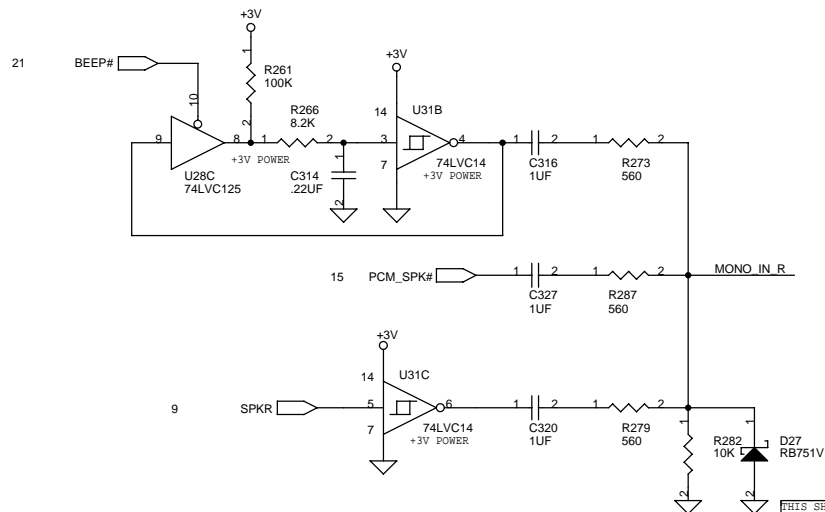 +3V
21
BEEP#
1
R261
100K
2
+3V
10
R266
8.2K
14
U31B
9
8
1
2
3
4
1
2
1
2
+3V POWER
1
C314
.22UF
2
7
74LVC14
+3V POWER
U28C
74LVC125
C316
1UF
R273
560
15
PCM_SPK#
1
2
1
2
MONO_IN_R
C327
1UF
R287
560
+3V
14
U31C
9
SPKR
5
6
1
2
1
2
7
74LVC14
+3V POWER
C320
1UF
R279
560
1
R282
10K
2
1
D27
RB751V
2
THIS SH